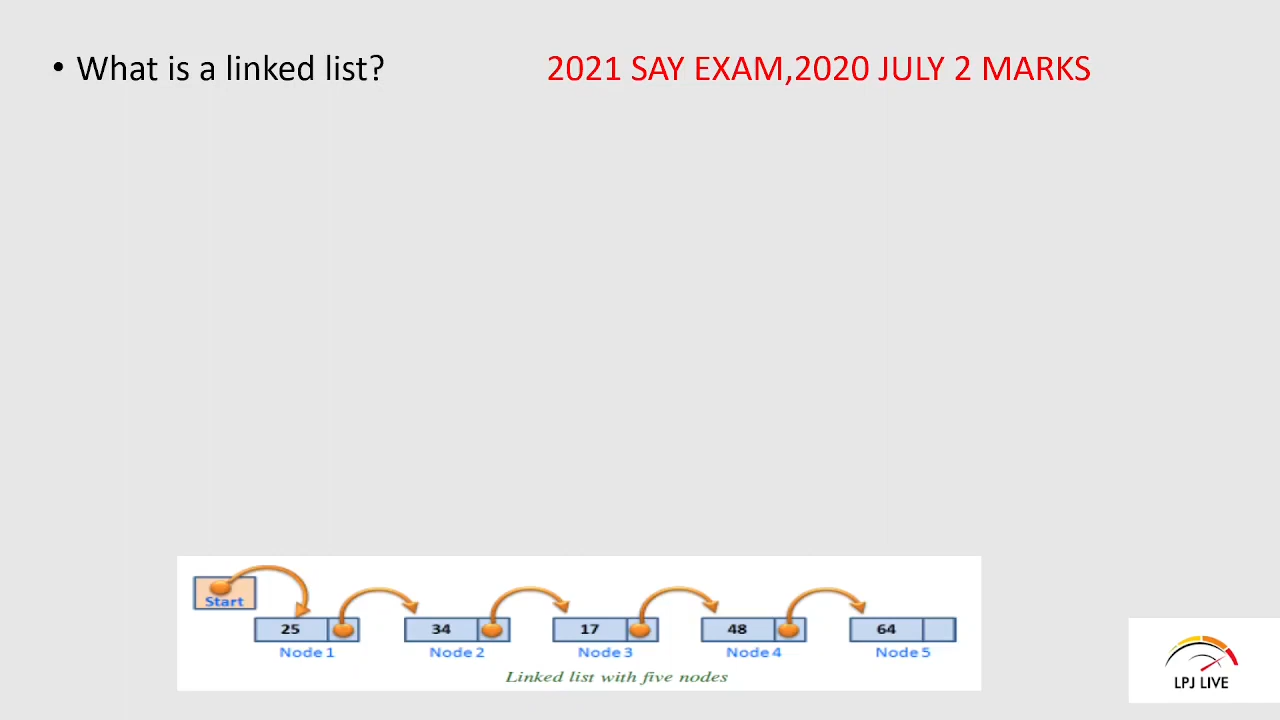 • What is a linked list? 2021 SAY EXAM,2020 JULY 2 MARKS
Start
25 34 17 48 64
Node 1 Node 2 Node 3 Node 4 Node 5
Linked list with five nodes
LPJ LIVE